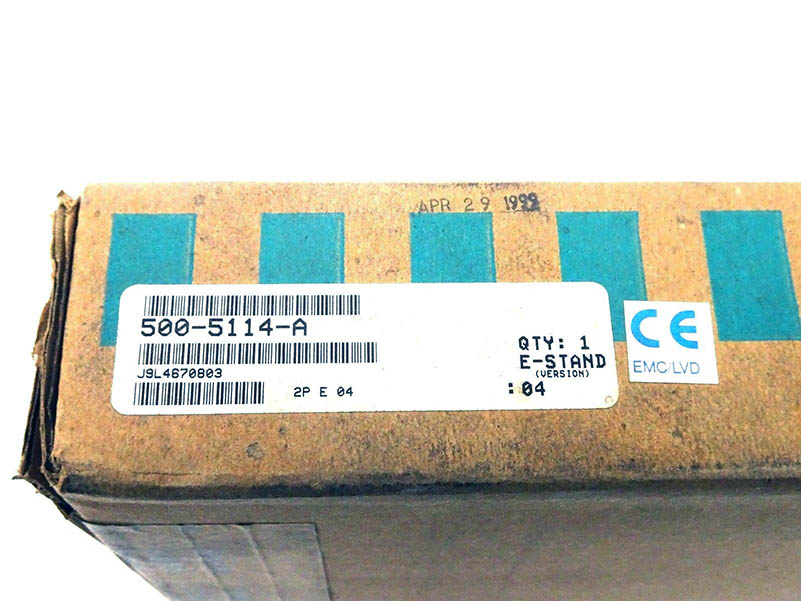 APR 29 1999
500-5114-A
QTY: 1
J9L4670803
E-STAND
(VERSION)
2P E 04
:04
CE
EMC/LVD